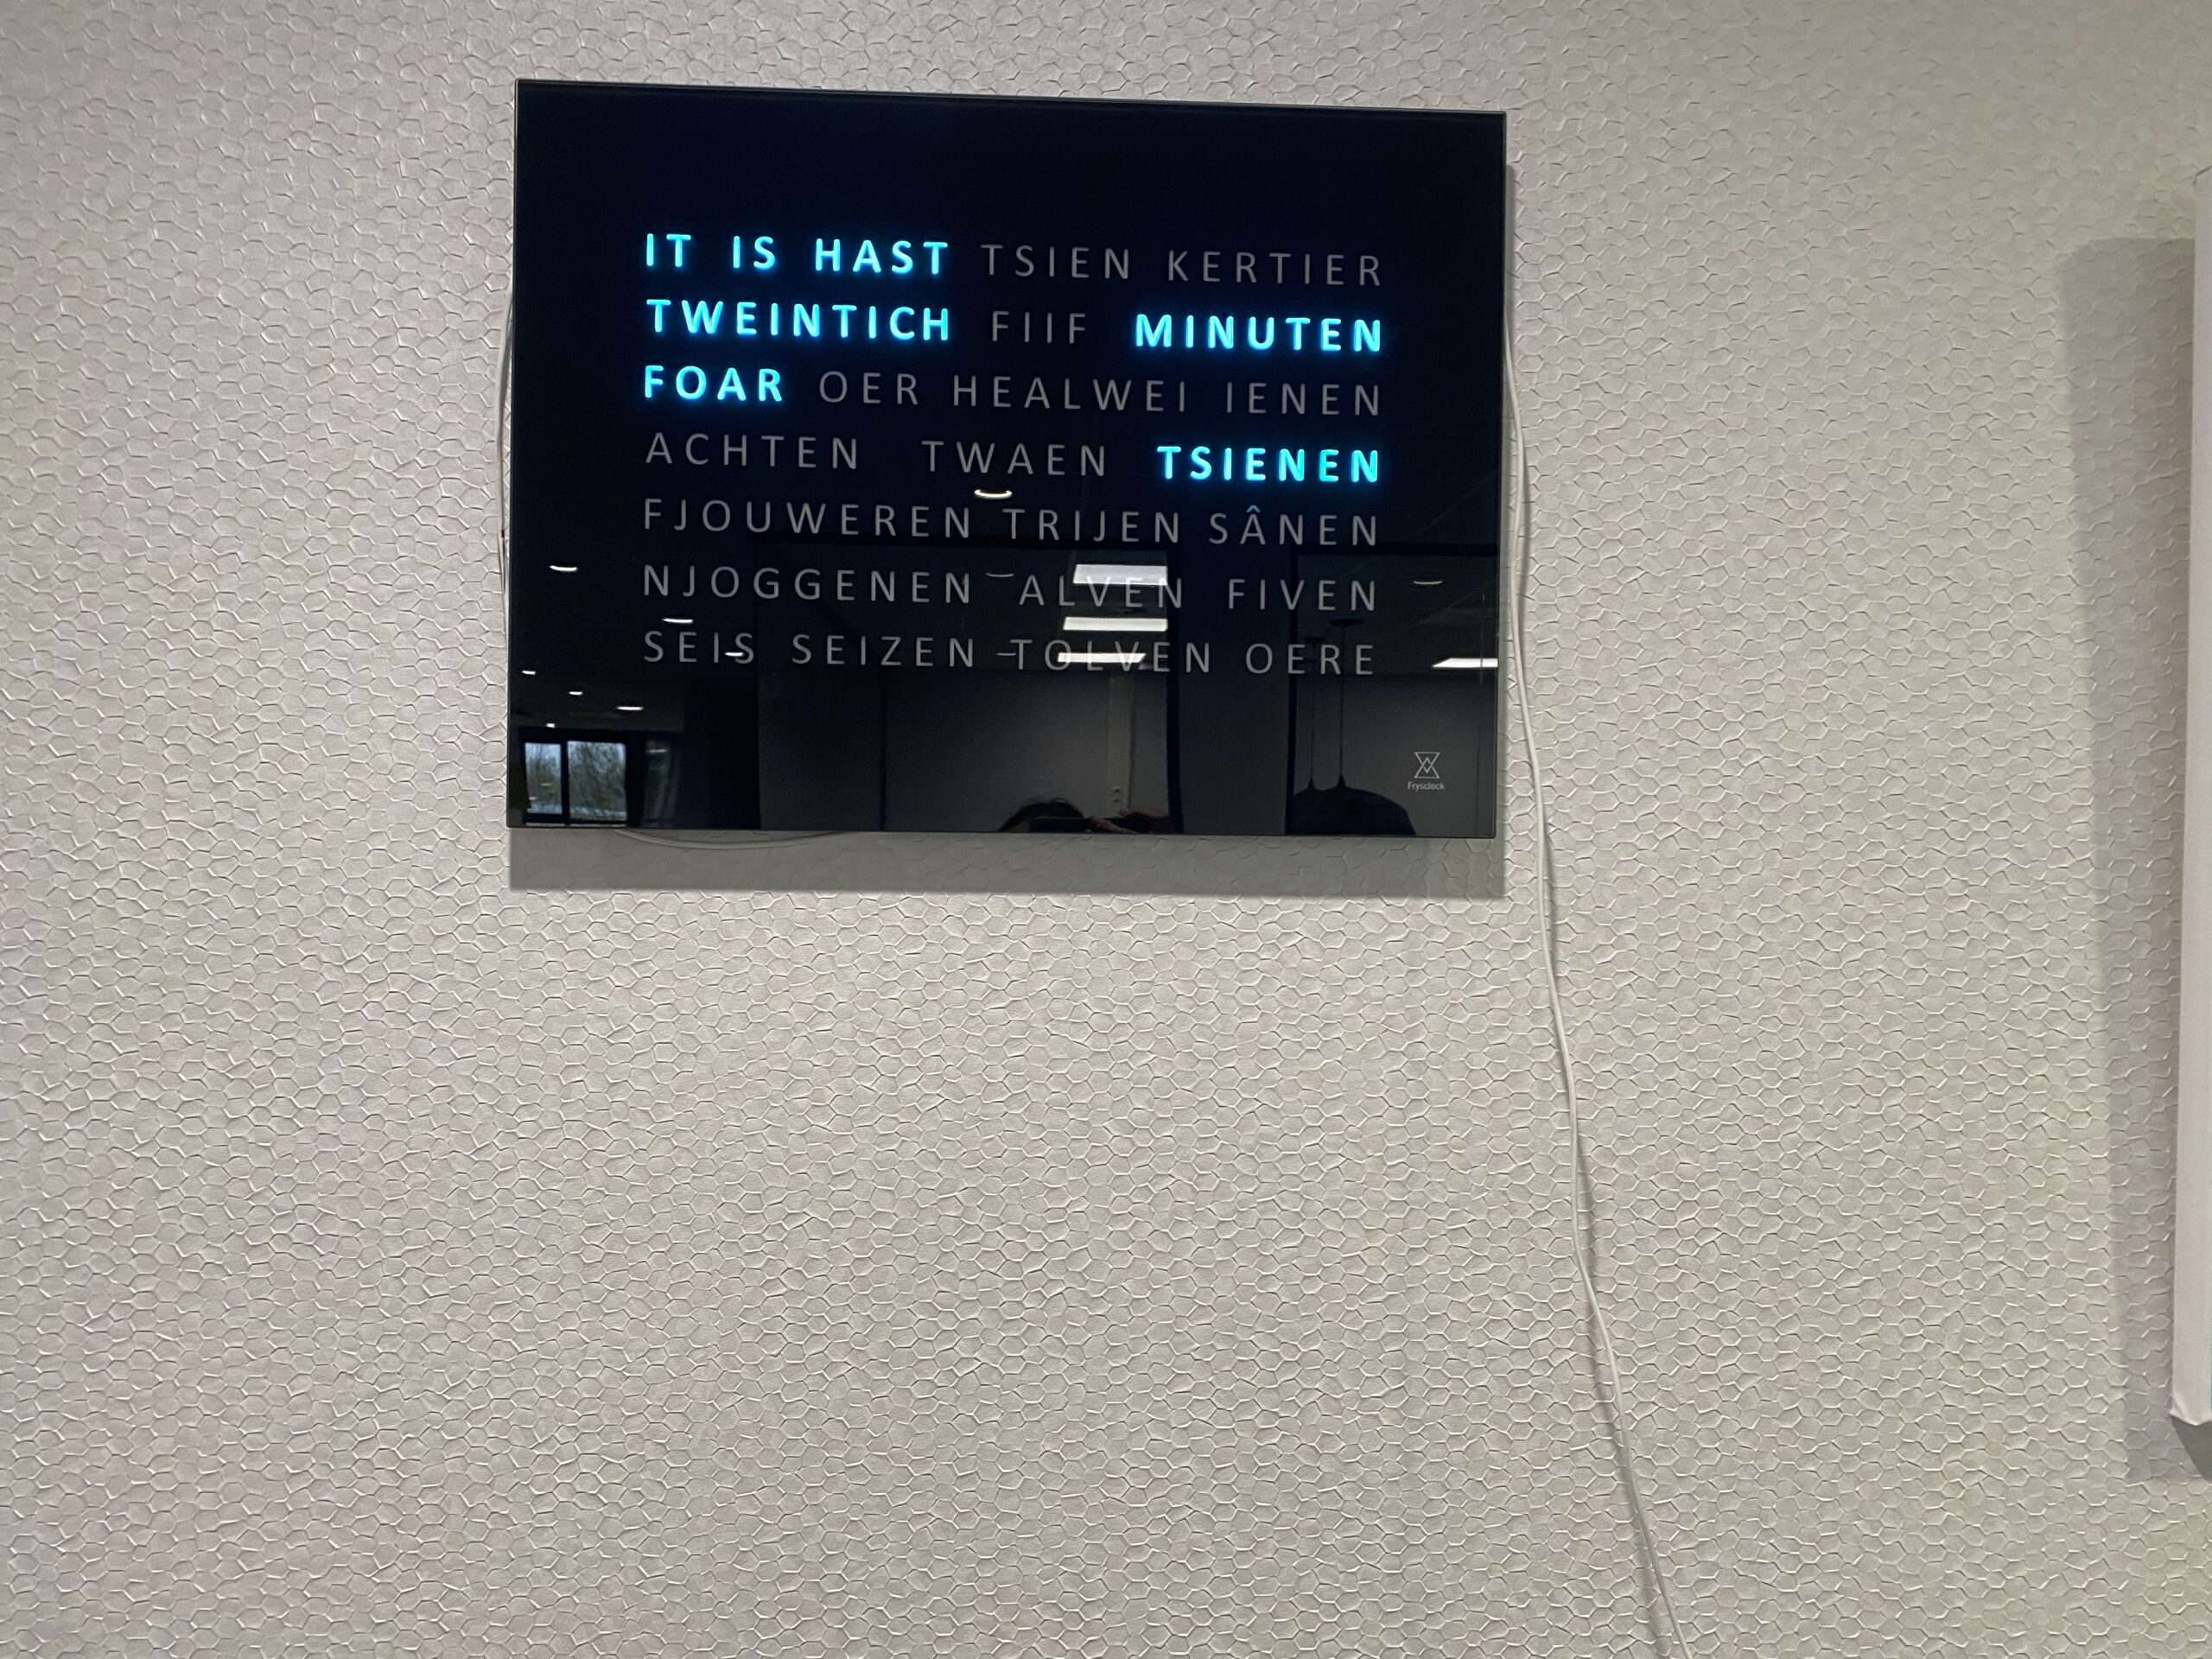 IT IS HAST TSIEN KERTIER
TWEINTICH FIIF MINUTEN
FOAR OER HEALWEI IENEN
ACHTEN TWAEN TSIENEN
FJOUWEREN TRIJEN SÂNEN
NJOGGENEN ALVEN FIVEN
SEIS SEIZEN TOLVEN OERE
Frysclock